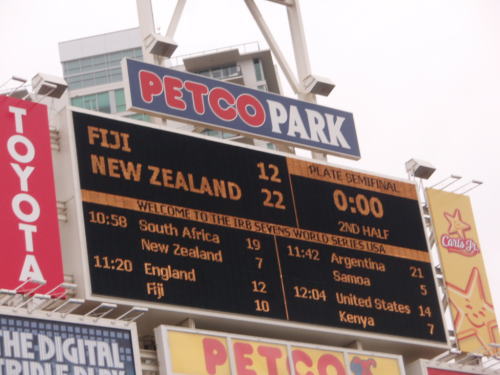 PETCO PARK
FIJI 12
NEW ZEALAND 22
PLATE SEMIFINAL
0:00
2ND HALF
WELCOME TO THE IRB SEVENS WORLD SERIES USA
10:58 South Africa 19
New Zealand 7
11:20 England 12
Fiji 10
11:42 Argentina 21
Samoa 5
12:04 United States 14
Kenya 7
TOYOTA
Carl's Jr.
THE DIGITAL
TRIPLE PLAY
PETCO